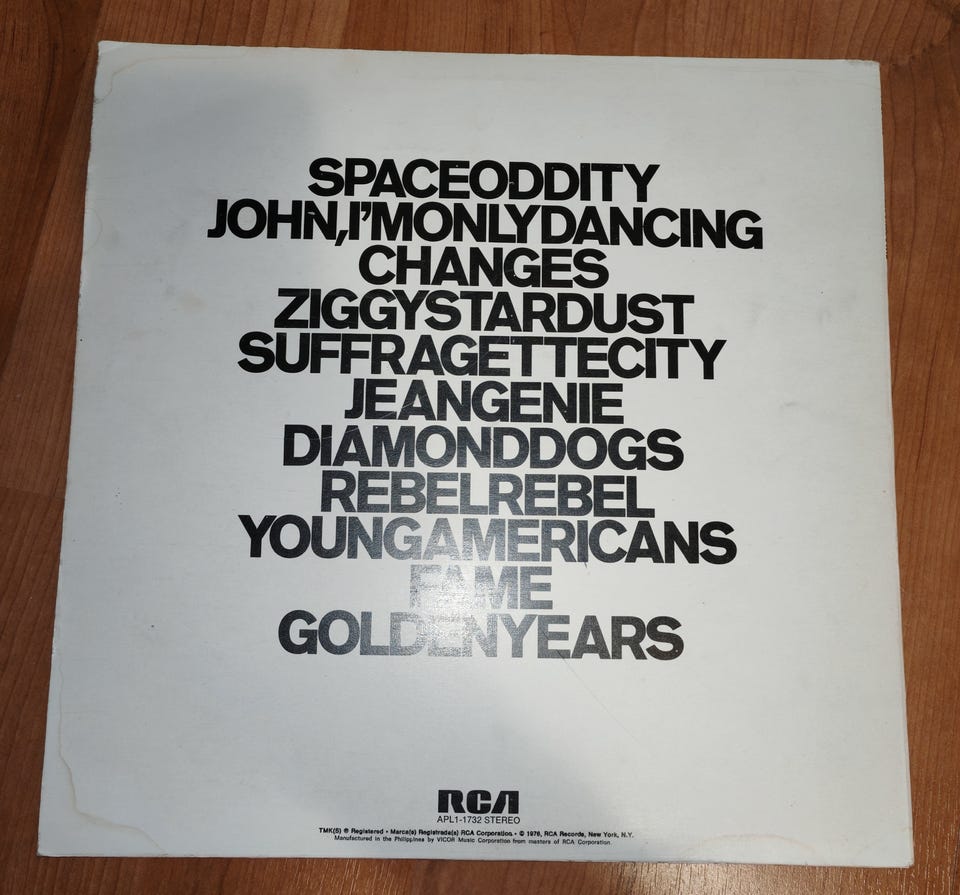 SPACEODDITY
JOHN,I'MONLYDANCING
CHANGES
ZIGGYSTARDUST
SUFFRAGETTECITY
JEANGENIE
DIAMONDDOGS
REBELREBEL
YOUNGAMERICANS
FAME
GOLDENYEARS
RCA
APL1-1732 STEREO
TMK(S) ® Registered • Marca(s) Registrada(s) RCA Corporation. • © 1976, RCA Records, New York, N.Y.
Manufactured in the Philippines by VICOR Music Corporation from masters of RCA Corporation.